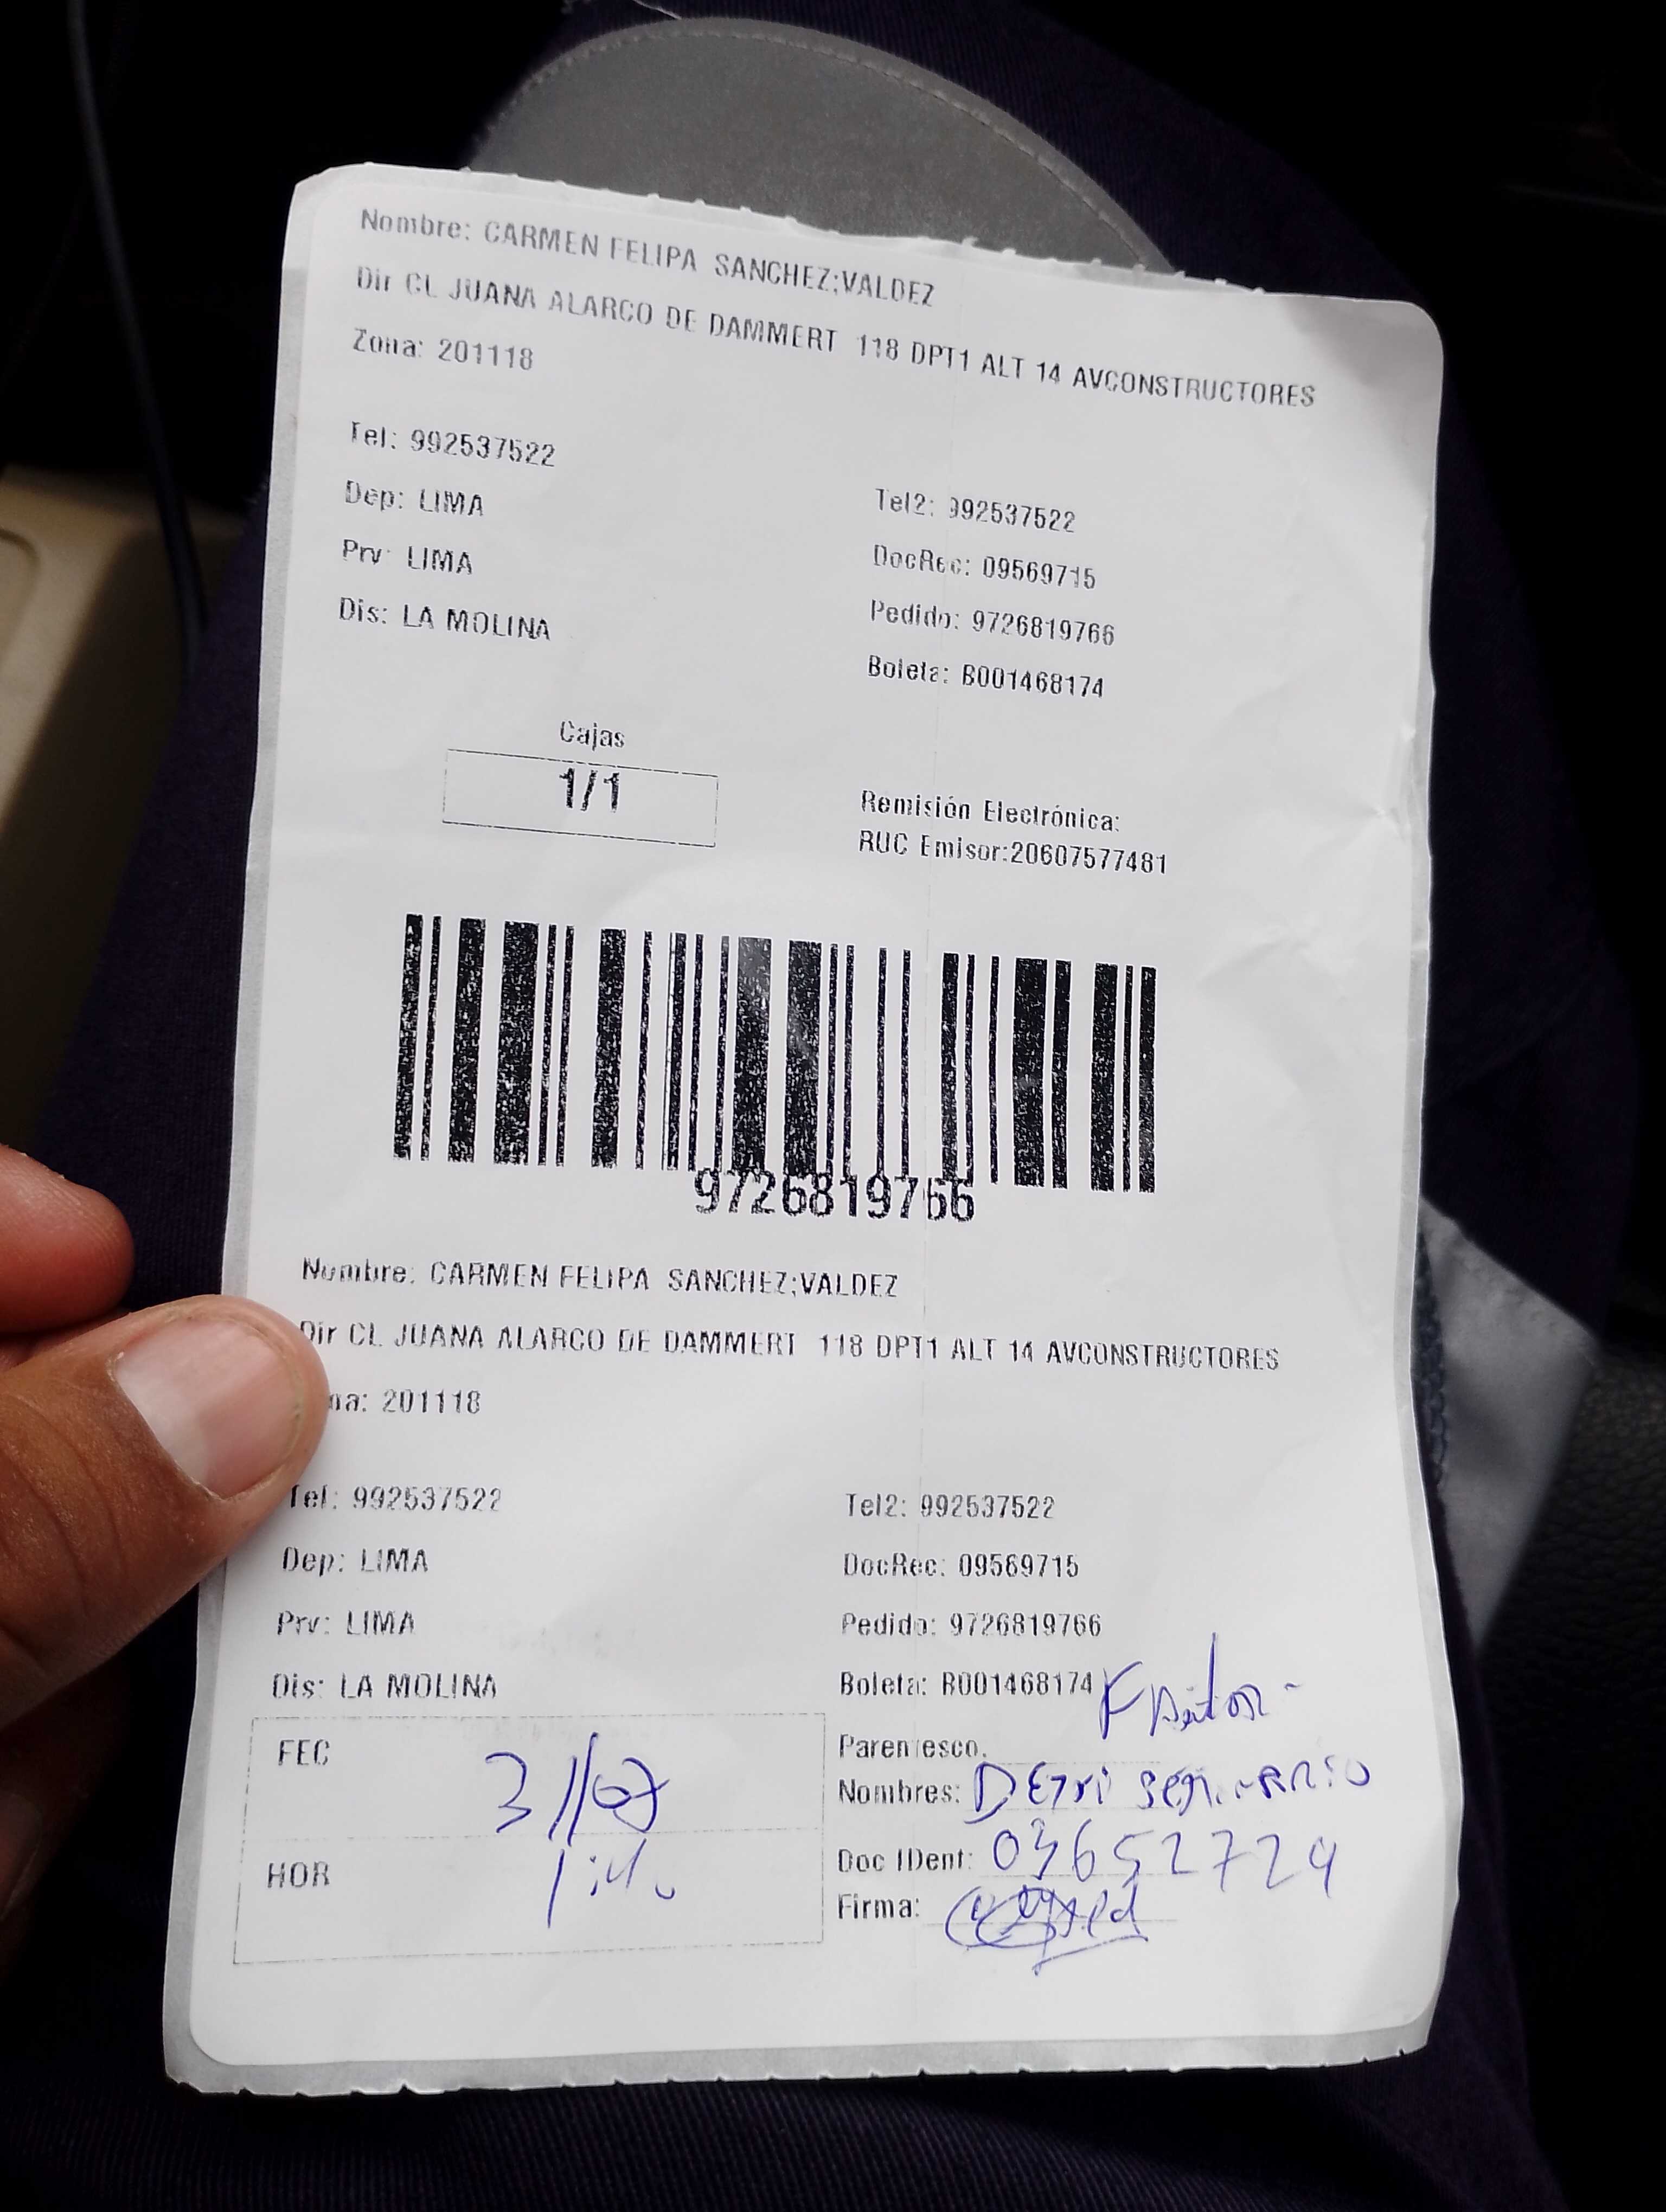 Nombre: CARMEN FELIPA SANCHEZ;VALDEZ
Dir CL JUANA ALARCO DE DAMMERT 118 DPT1 ALT 14 AVCONSTRUCTORES
Zona: 201118
Tel: 992537522
Tel2: 992537522
Dep: LIMA
DocRec: 09569715
Prv: LIMA
Pedido: 9726819766
Dis: LA MOLINA
Boleta: B001468174
Cajas
1/1
Remisión Electrónica:
RUC Emisor:20607577481
9726819766
Nombre: CARMEN FELIPA SANCHEZ;VALDEZ
Dir CL JUANA ALARCO DE DAMMERT 118 DPT1 ALT 14 AVCONSTRUCTORES
na: 201118
Tel: 992537522
Tel2: 992537522
Dep: LIMA
DocRec: 09569715
Prv: LIMA
Pedido: 9726819766
Dis: LA MOLINA
Boleta: B001468174
FEC 31/07
Parentesco:
Nombres:
HOR
Doc IDent: 03652724
Firma: